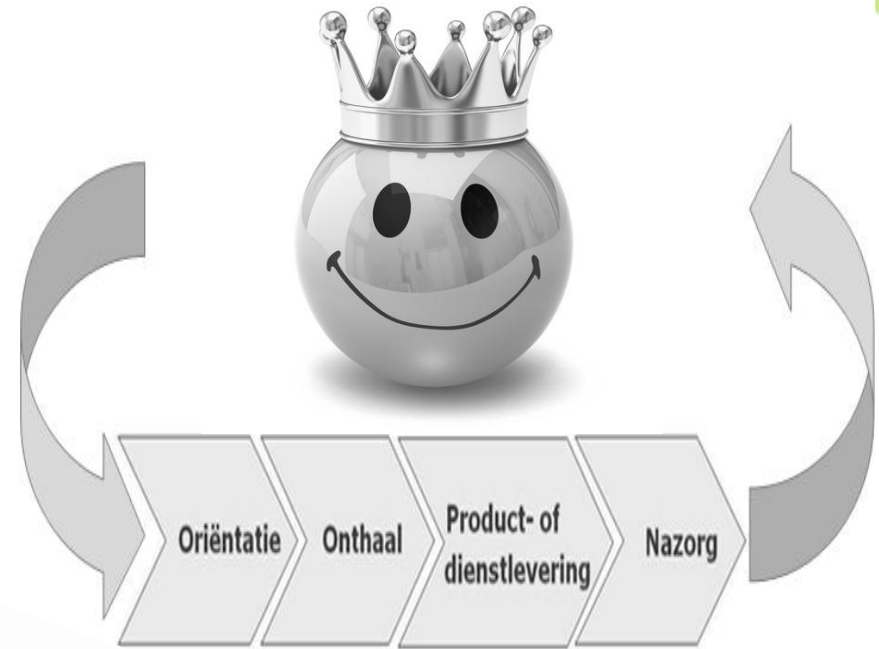 Oriëntatie
Onthaal
Product- of
dienstlevering
Nazorg